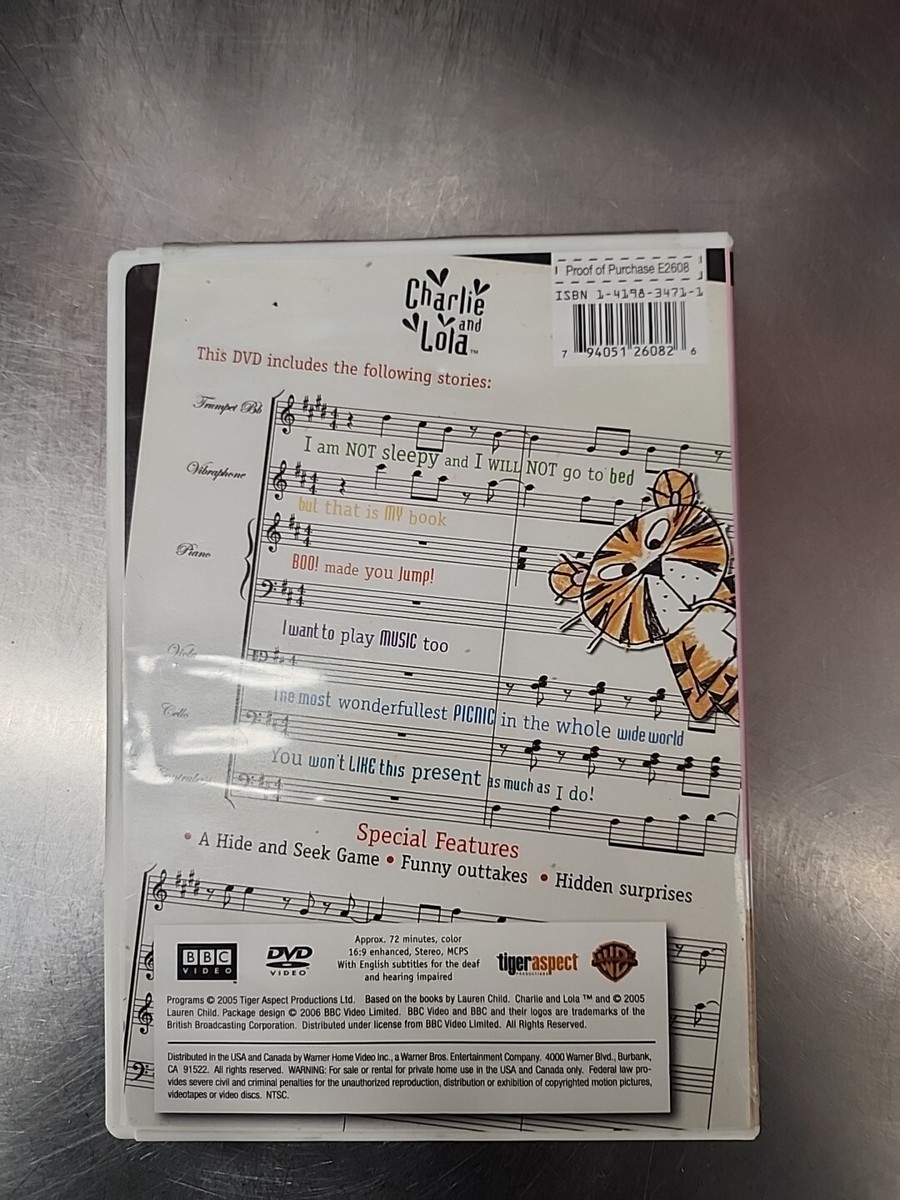 Charlie
and
Lola™
Proof of Purchase E2608
ISBN 1-4198-3471-1
7 94051 26082 6
This DVD includes the following stories:
Trumpet Bb
I am NOT sleepy and I WILL NOT go to bed
Vibraphone
but that is MY book
Piano
BOO! made you jump!
I want to play MUSIC too
Viola
The most wonderfullest PICNIC in the whole wide world
Cello
You won't LIKE this present as much as I do!
Special Features
• A Hide and Seek Game • Funny outtakes • Hidden surprises
BBC
VIDEO
DVD
VIDEO
Approx. 72 minutes, color
16:9 enhanced, Stereo, MCPS
With English subtitles for the deaf
and hearing impaired
tigeraspect
PRODUCTIONS
WB
Programs © 2005 Tiger Aspect Productions Ltd. Based on the books by Lauren Child. Charlie and Lola ™ and © 2005
Lauren Child. Package design © 2006 BBC Video Limited. BBC Video and BBC and their logos are trademarks of the
British Broadcasting Corporation. Distributed under license from BBC Video Limited. All Rights Reserved.
Distributed in the USA and Canada by Warner Home Video Inc., a Warner Bros. Entertainment Company. 4000 Warner Blvd., Burbank,
CA 91522. All rights reserved. WARNING: For sale or rental for private home use in the USA and Canada only. Federal law pro-
vides severe civil and criminal penalties for the unauthorized reproduction, distribution or exhibition of copyrighted motion pictures,
videotapes or video discs. NTSC.